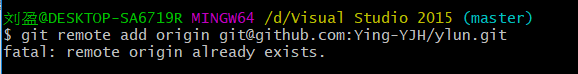 刘盈@DESKTOP-SA6719R MINGW64 /d/Visual Studio 2015 (master)
$ git remote add origin git@github.com:Ying-YJH/ylun.git
fatal: remote origin already exists.